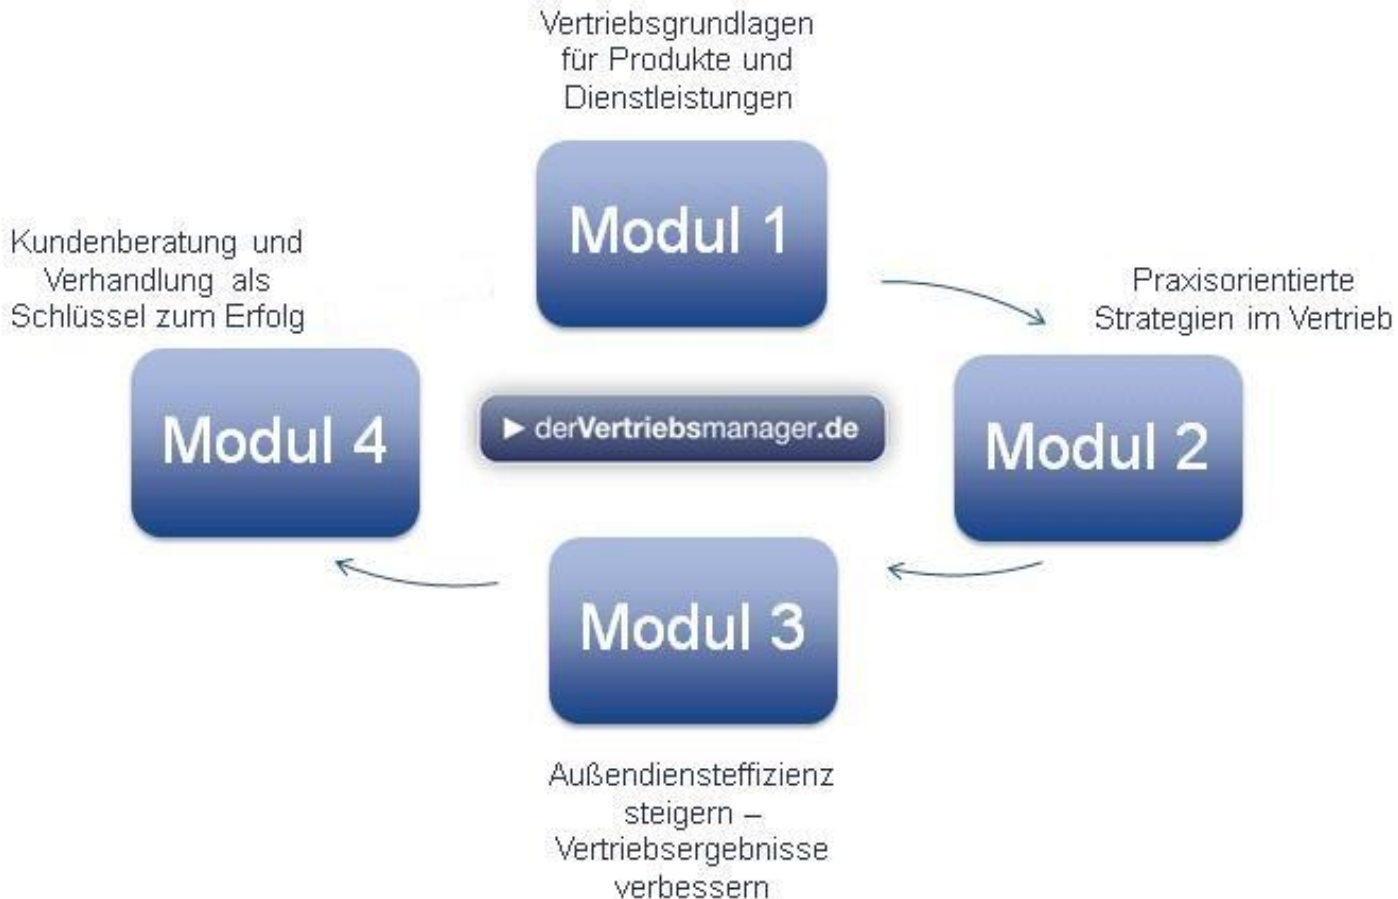 Vertriebsgrundlagen
für Produkte und
Dienstleistungen
Modul 1
Praxisorientierte
Strategien im Vertrieb
Modul 2
derVertriebsmanager.de
Modul 3
Außendiensteffizienz
steigern –
Vertriebsergebnisse
verbessern
Kundenberatung und
Verhandlung als
Schlüssel zum Erfolg
Modul 4